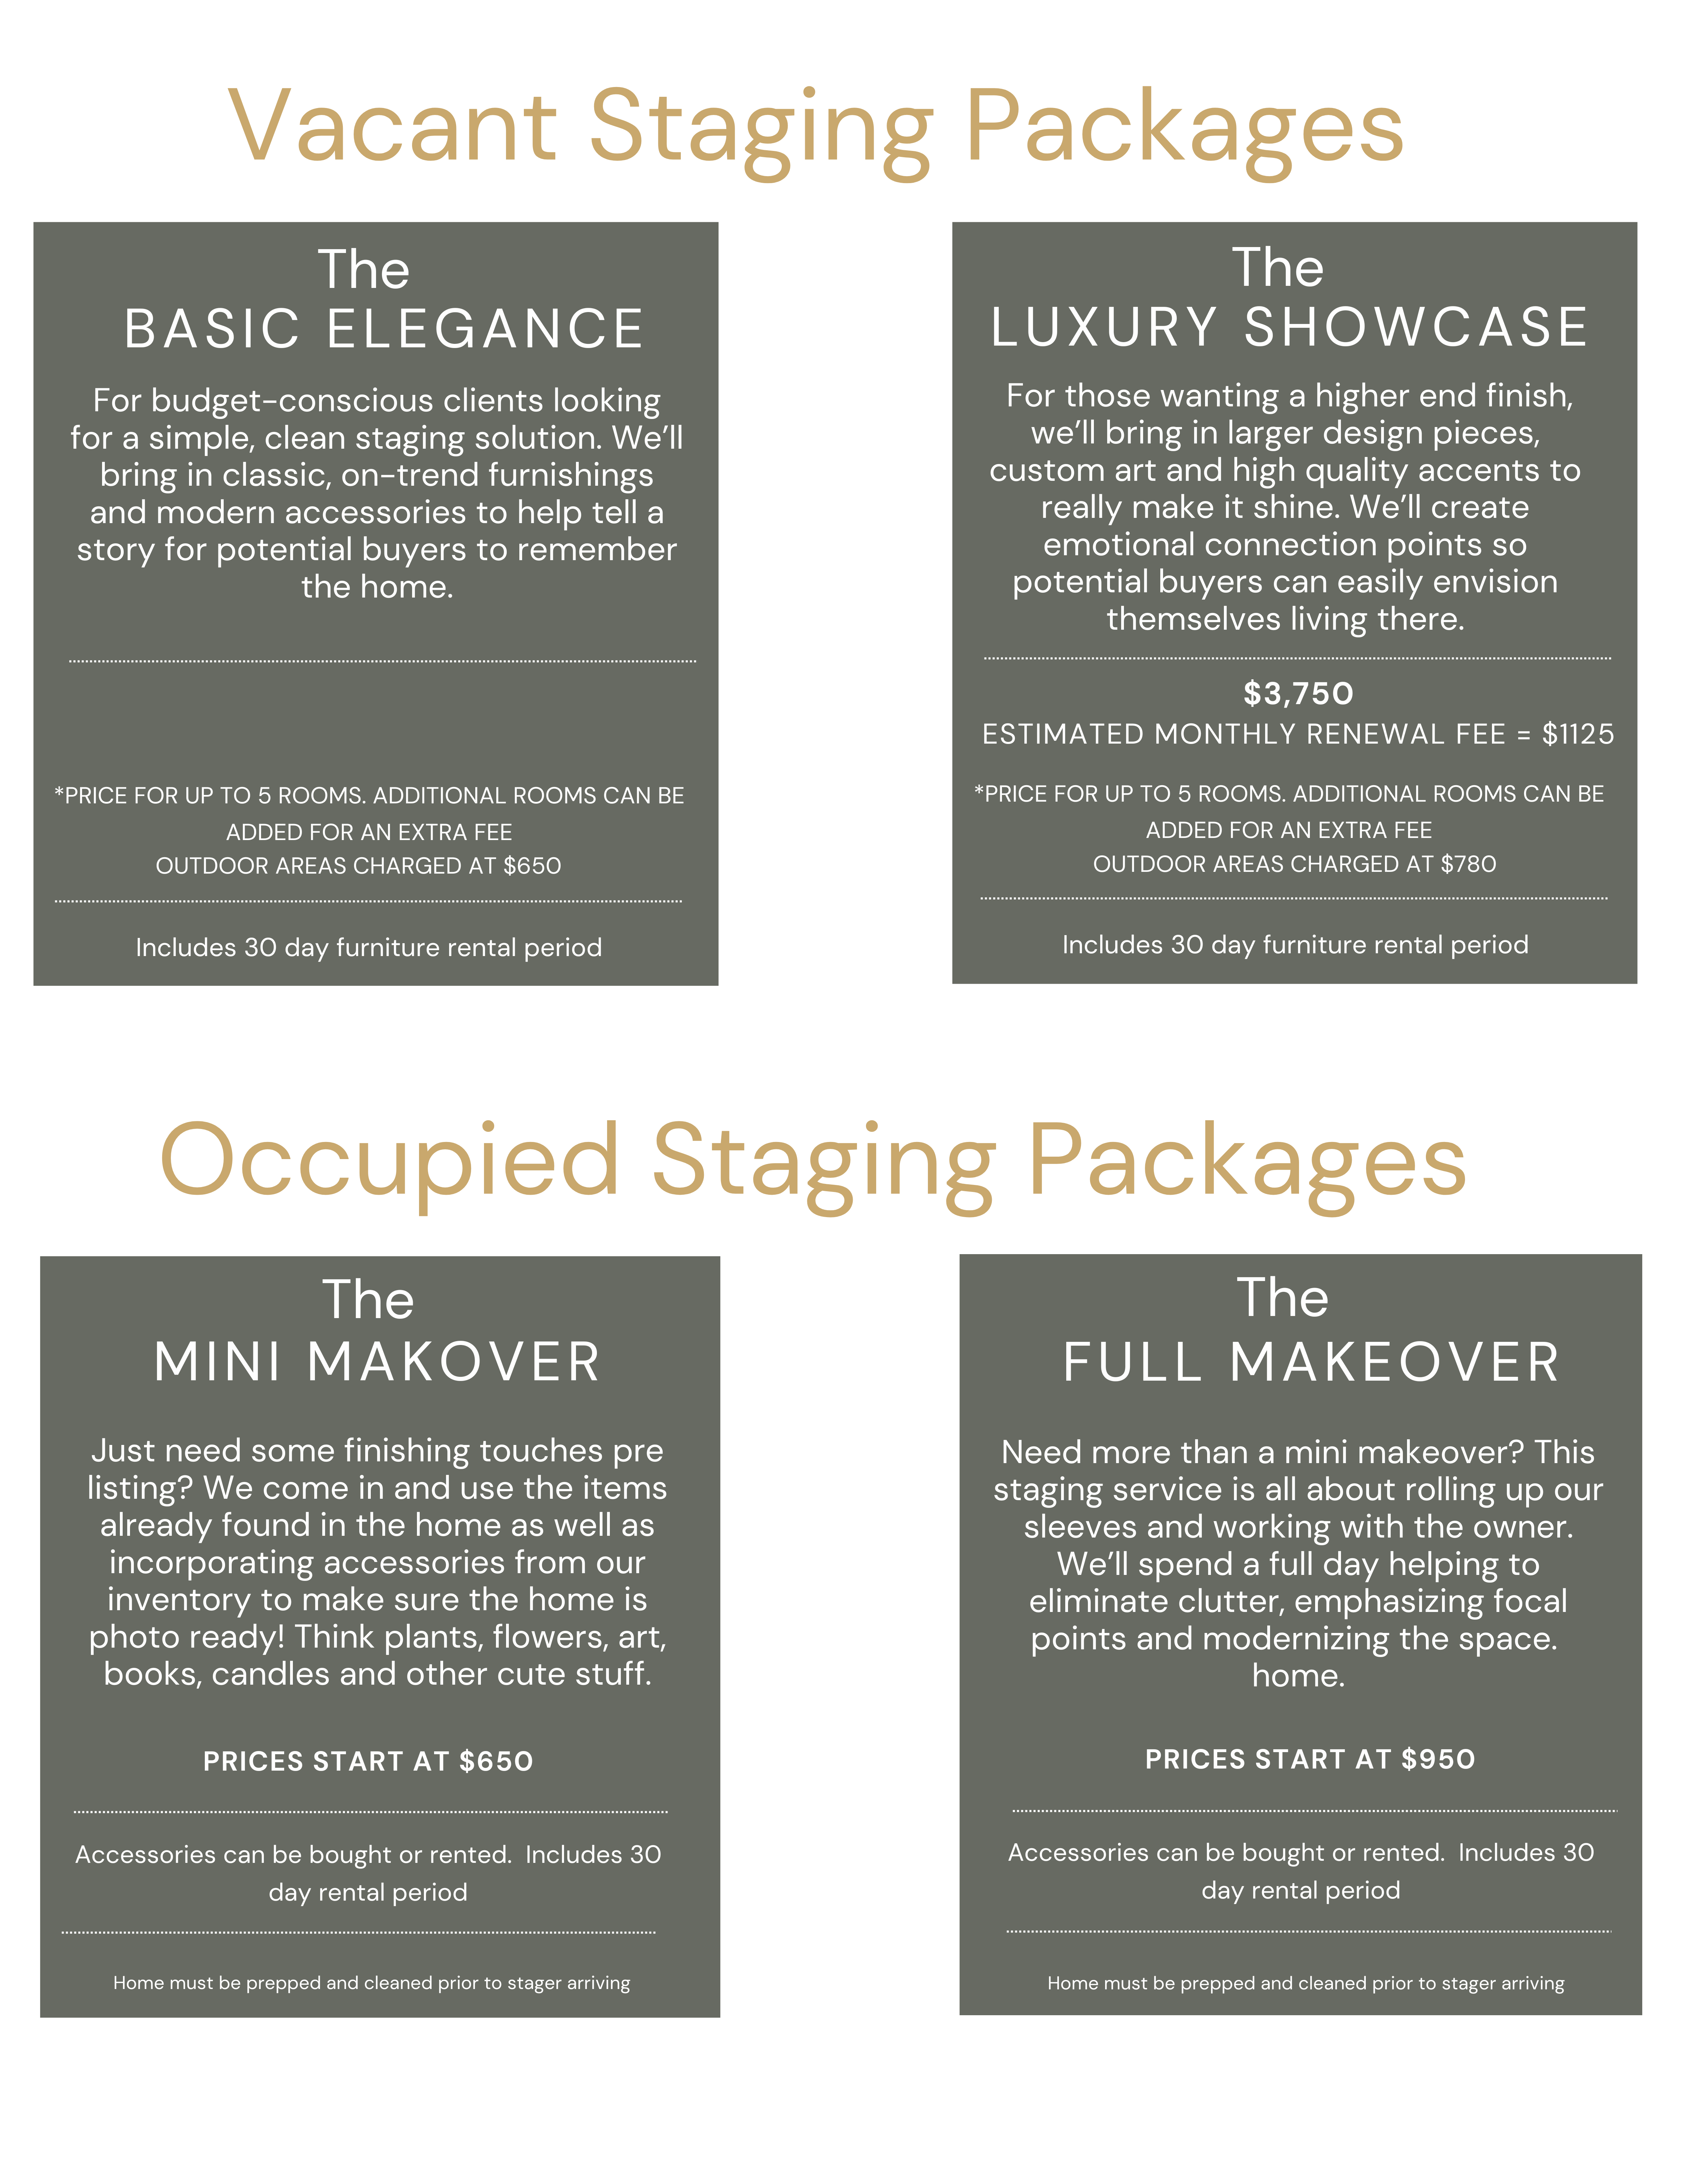 Vacant Staging Packages
The
BASIC ELEGANCE
For budget-conscious clients looking
for a simple, clean staging solution. We’ll
bring in classic, on-trend furnishings
and modern accessories to help tell a
story for potential buyers to remember
the home.
*PRICE FOR UP TO 5 ROOMS. ADDITIONAL ROOMS CAN BE
ADDED FOR AN EXTRA FEE
OUTDOOR AREAS CHARGED AT $650
Includes 30 day furniture rental period
The
LUXURY SHOWCASE
For those wanting a higher end finish,
we’ll bring in larger design pieces,
custom art and high quality accents to
really make it shine. We’ll create
emotional connection points so
potential buyers can easily envision
themselves living there.
$3,750
ESTIMATED MONTHLY RENEWAL FEE = $1125
*PRICE FOR UP TO 5 ROOMS. ADDITIONAL ROOMS CAN BE
ADDED FOR AN EXTRA FEE
OUTDOOR AREAS CHARGED AT $780
Includes 30 day furniture rental period
Occupied Staging Packages
The
MINI MAKOVER
Just need some finishing touches pre
listing? We come in and use the items
already found in the home as well as
incorporating accessories from our
inventory to make sure the home is
photo ready! Think plants, flowers, art,
books, candles and other cute stuff.
PRICES START AT $650
Accessories can be bought or rented.  Includes 30
day rental period
Home must be prepped and cleaned prior to stager arriving
The
FULL MAKEOVER
Need more than a mini makeover? This
staging service is all about rolling up our
sleeves and working with the owner.
We’ll spend a full day helping to
eliminate clutter, emphasizing focal
points and modernizing the space.
home.
PRICES START AT $950
Accessories can be bought or rented.  Includes 30
day rental period
Home must be prepped and cleaned prior to stager arriving